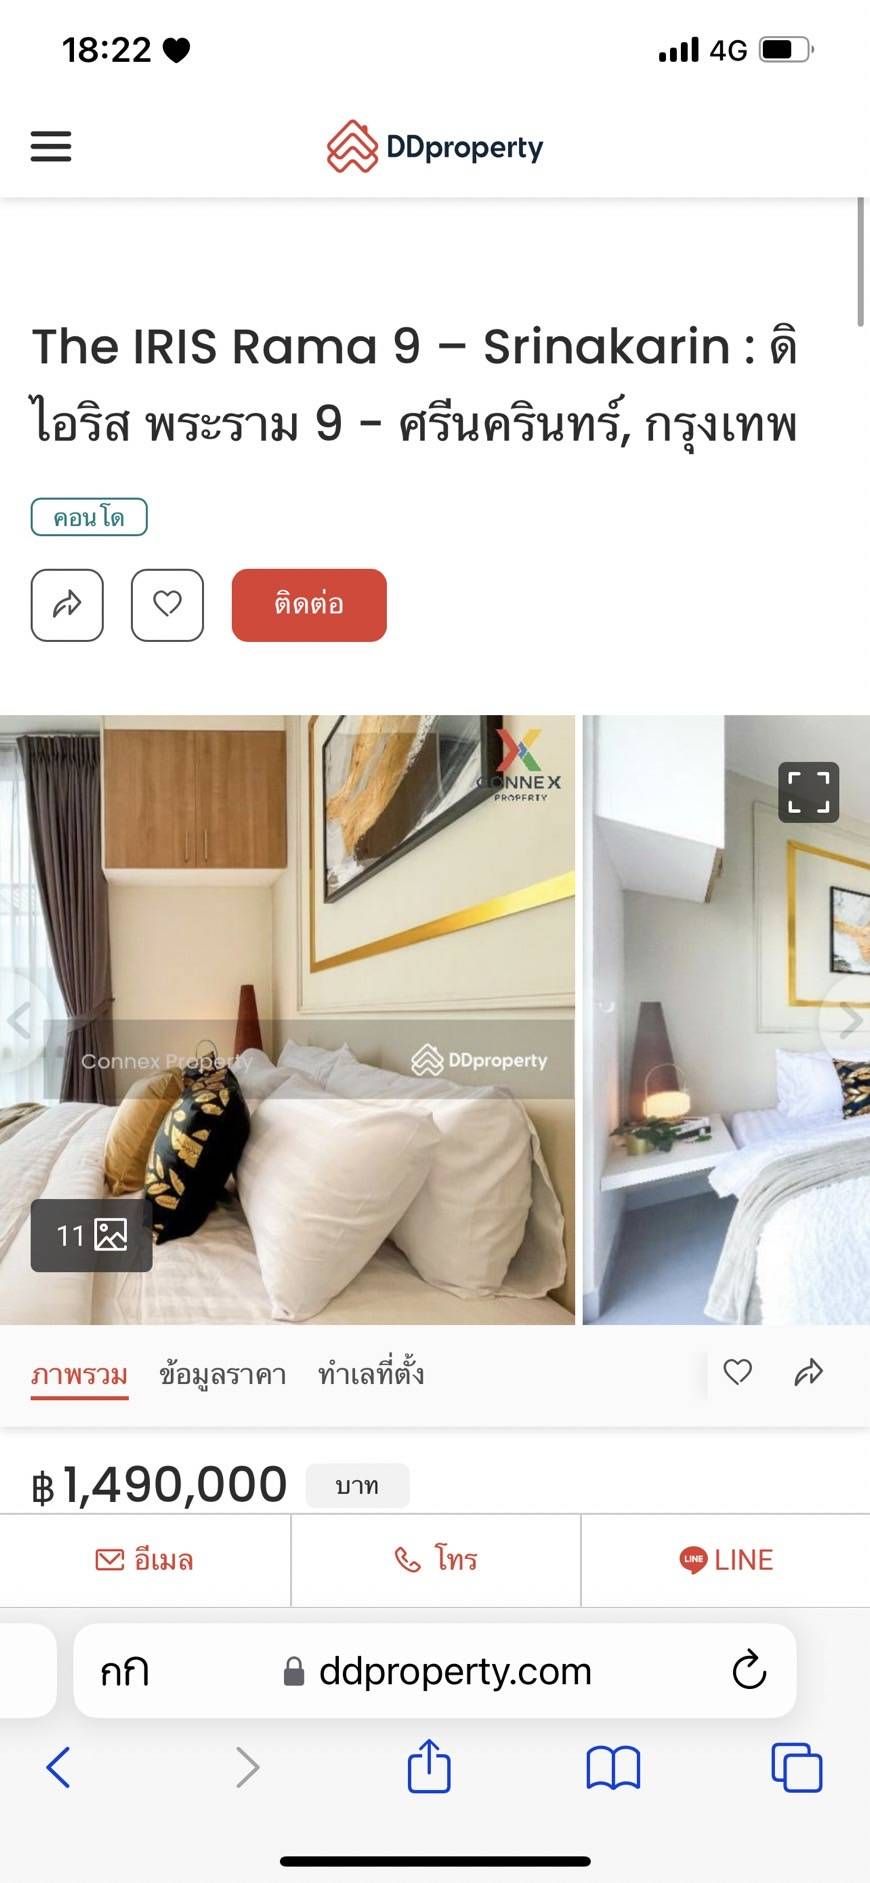 18:22
4G
DDproperty
The IRIS Rama 9 – Srinakarin : ดิ
ไอริส พระราม 9 - ศรีนครินทร์, กรุงเทพ
คอนโด
ติดต่อ
CONNEX
PROPERTY
Connex Property
DDproperty
11
ภาพรวม ข้อมูลราคา ทำเลที่ตั้ง
฿1,490,000 บาท
อีเมล
โทร
LINE LINE
กก ddproperty.com